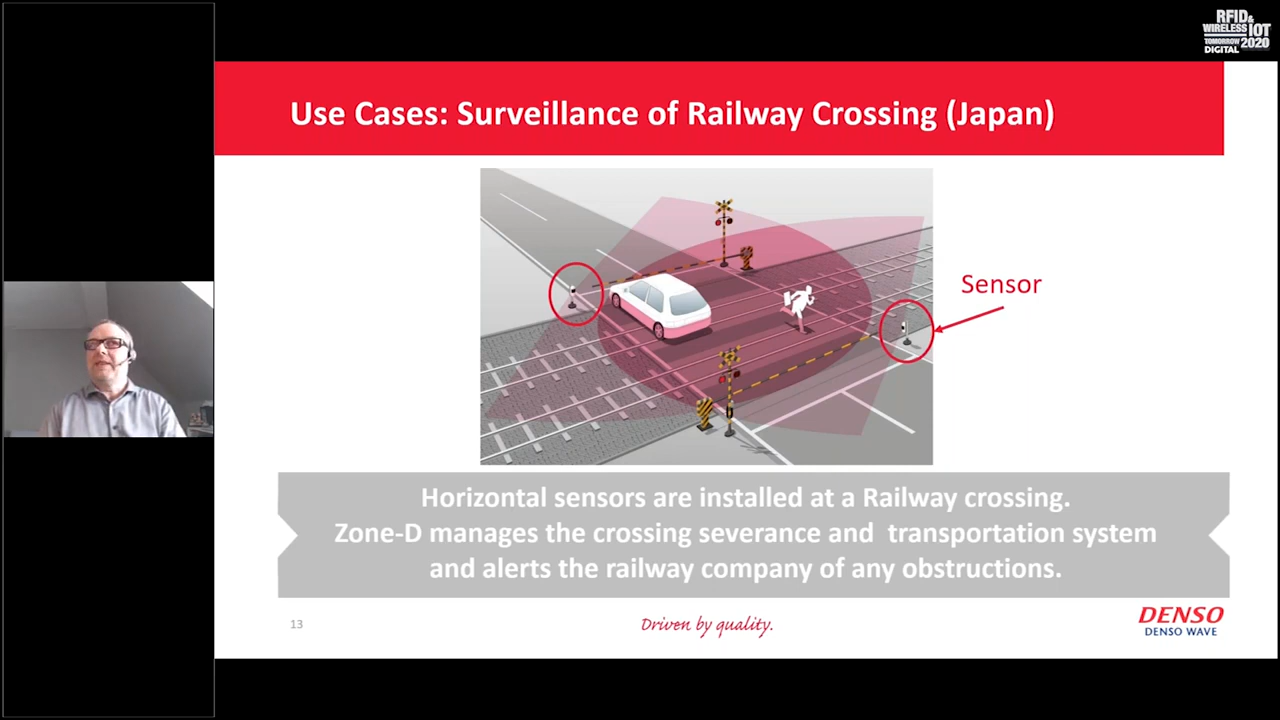 RFID&
WIRELESS IOT
TOMORROW 2020
DIGITAL
Use Cases: Surveillance of Railway Crossing (Japan)
Sensor
Horizontal sensors are installed at a Railway crossing.
Zone-D manages the crossing severance and transportation system
and alerts the railway company of any obstructions.
13
Driven by quality.
DENSO
DENSO WAVE